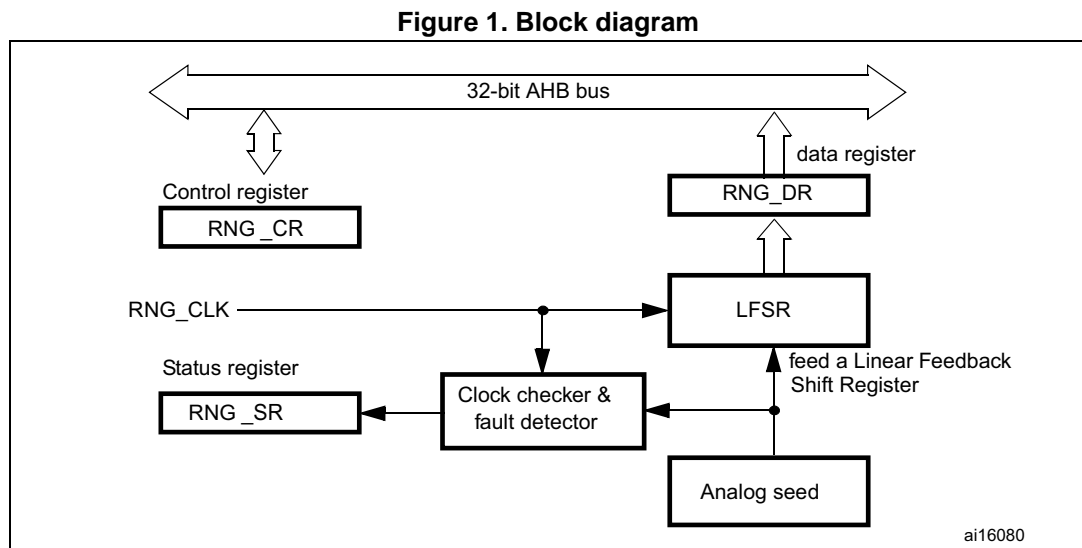 Figure 1. Block diagram
32-bit AHB bus
data register
Control register
RNG_DR
RNG _CR
RNG_CLK
LFSR
Status register
feed a Linear Feedback
Shift Register
Clock checker &
fault detector
RNG _SR
Analog seed
ai16080